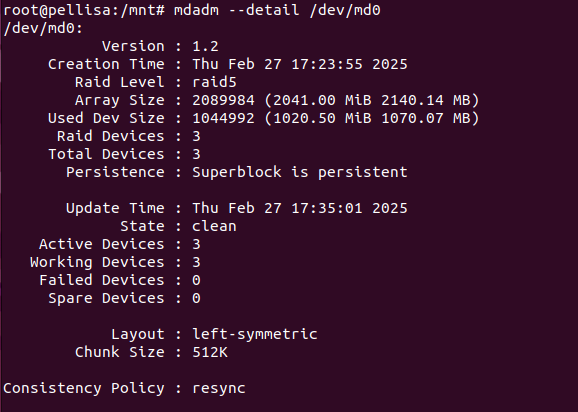 root@pellisa:/mnt# mdadm --detail /dev/md0
/dev/md0:
Version : 1.2
Creation Time : Thu Feb 27 17:23:55 2025
Raid Level : raid5
Array Size : 2089984 (2041.00 MiB 2140.14 MB)
Used Dev Size : 1044992 (1020.50 MiB 1070.07 MB)
Raid Devices : 3
Total Devices : 3
Persistence : Superblock is persistent
Update Time : Thu Feb 27 17:35:01 2025
State : clean
Active Devices : 3
Working Devices : 3
Failed Devices : 0
Spare Devices : 0
Layout : left-symmetric
Chunk Size : 512K
Consistency Policy : resync